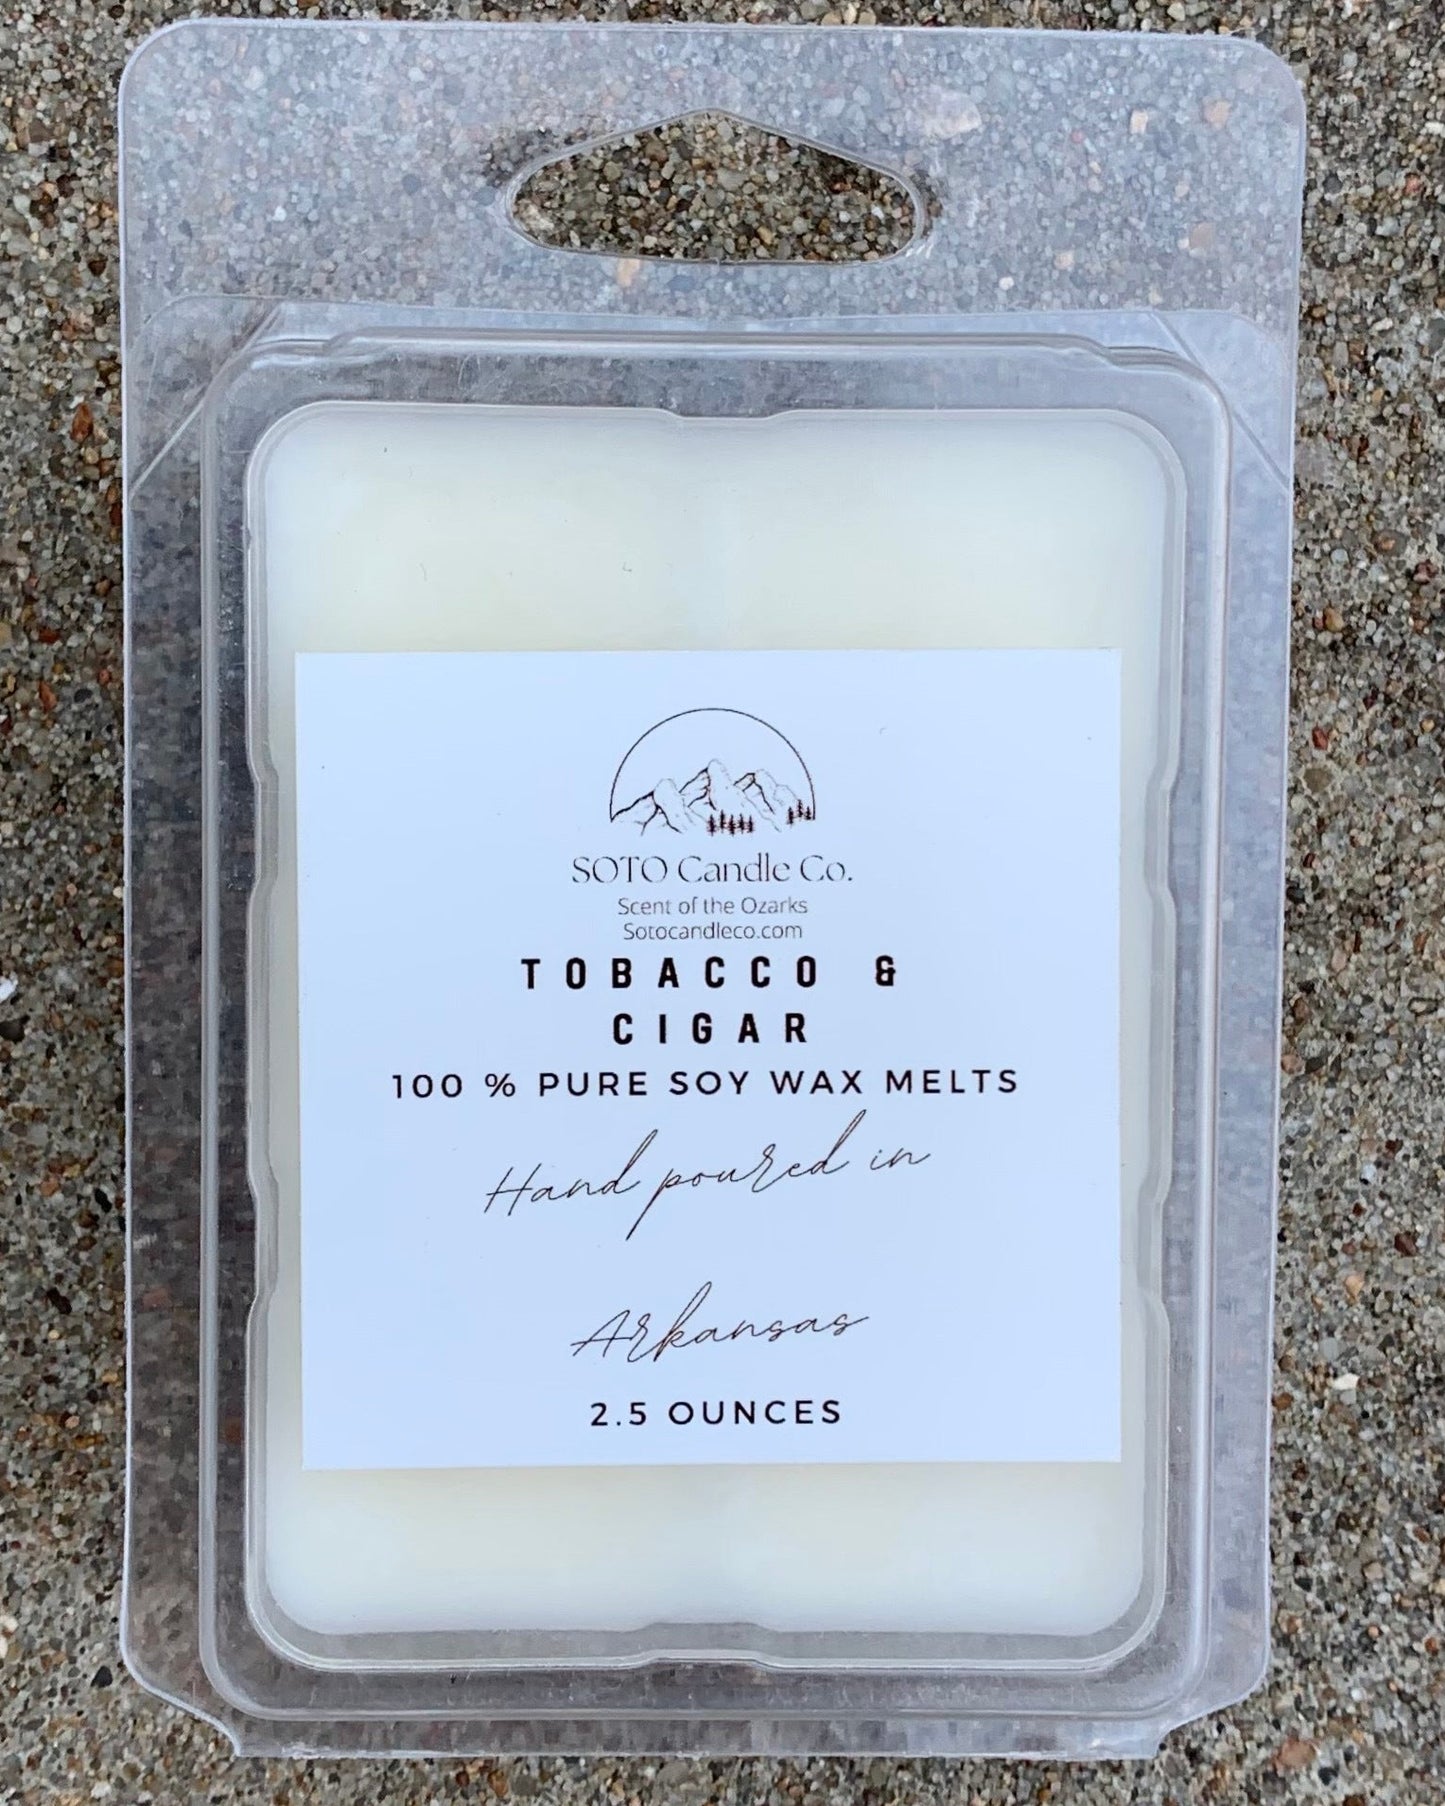 SOTO Candle Co.
Scent of the Ozarks
Sotocandleco.com
TOBACCO &
CIGAR
100 % PURE SOY WAX MELTS
Hand poured in
Arkansas
2.5 OUNCES